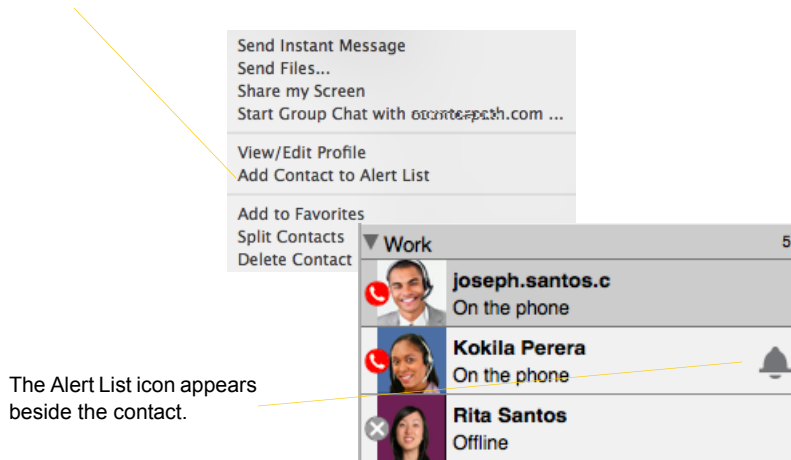 Send Instant Message
Send Files...
Share my Screen
Start Group Chat with .com ...
View/Edit Profile
Add Contact to Alert List
Add to Favorites
Split Contacts
Delete Contact
Work 5
joseph.santos.c
On the phone
Kokila Perera
On the phone
Rita Santos
Offline
The Alert List icon appears
beside the contact.